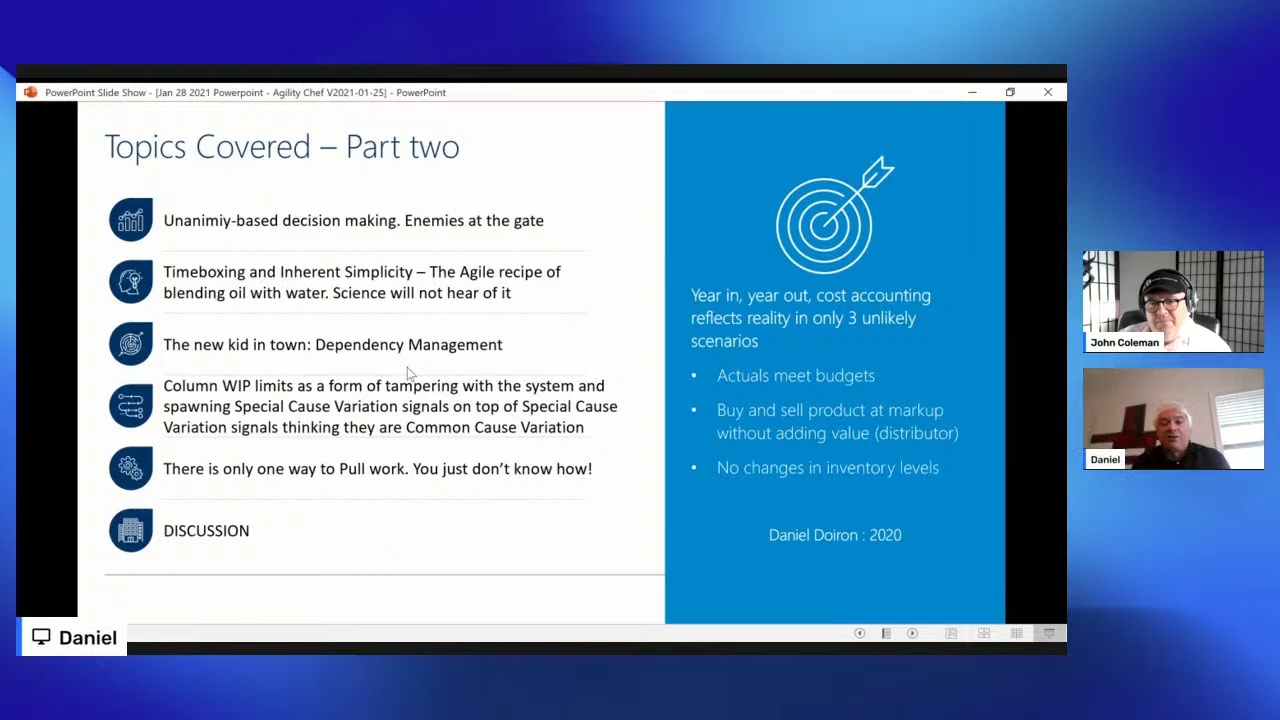 PowerPoint Slide Show - [Jan 28 2021 Powerpoint - Agility Chef V2021-01-25] - PowerPoint
Topics Covered – Part two
Unanimiy-based decision making. Enemies at the gate
Timeboxing and Inherent Simplicity – The Agile recipe of
blending oil with water. Science will not hear of it
The new kid in town: Dependency Management
Column WIP limits as a form of tampering with the system and
spawning Special Cause Variation signals on top of Special Cause
Variation signals thinking they are Common Cause Variation
There is only one way to Pull work. You just don’t know how!
DISCUSSION
Year in, year out, cost accounting
reflects reality in only 3 unlikely
scenarios
• Actuals meet budgets
• Buy and sell product at markup
without adding value (distributor)
• No changes in inventory levels
Daniel Doiron : 2020
John Coleman
Daniel
Daniel